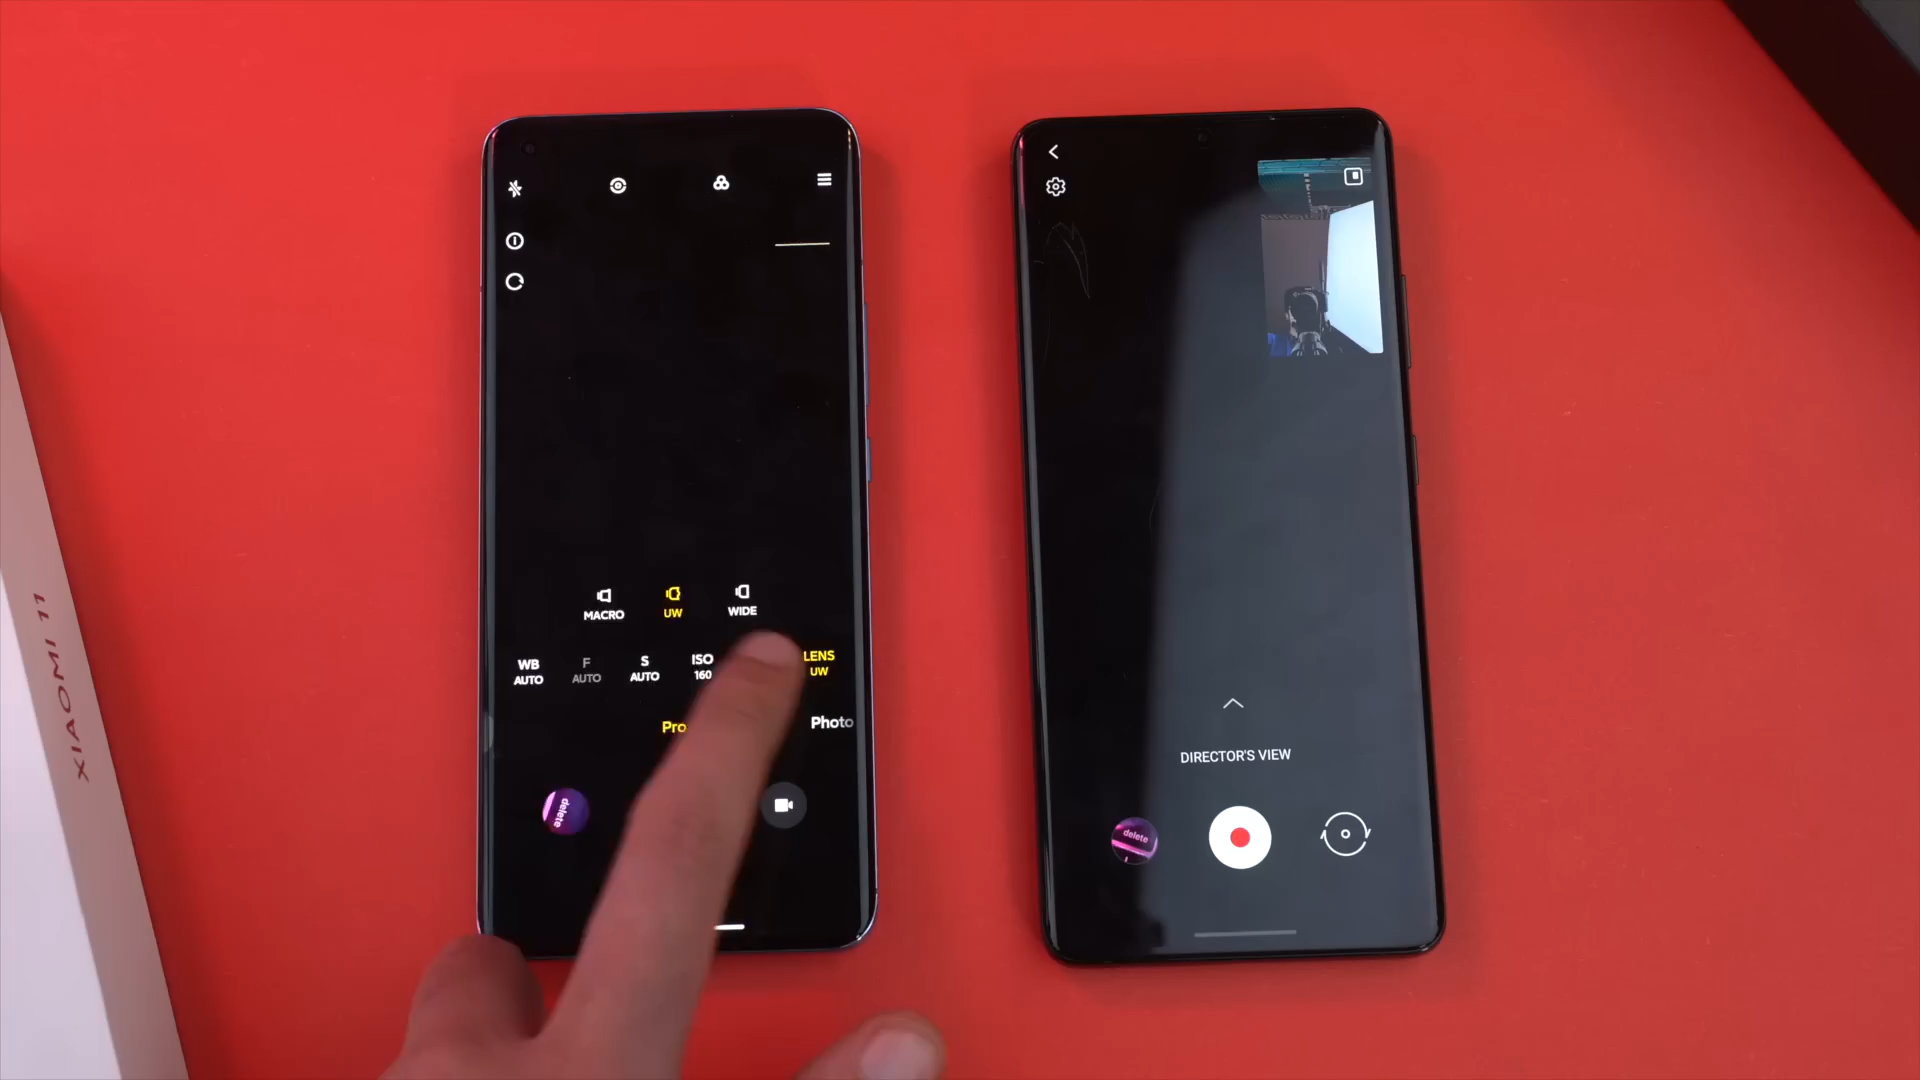 XIAOMI 11
MACRO
UW
WIDE
WB
AUTO
F
AUTO
S
AUTO
ISO
160
LENS
UW
Pro
Photo
delete
DIRECTOR'S VIEW
delete